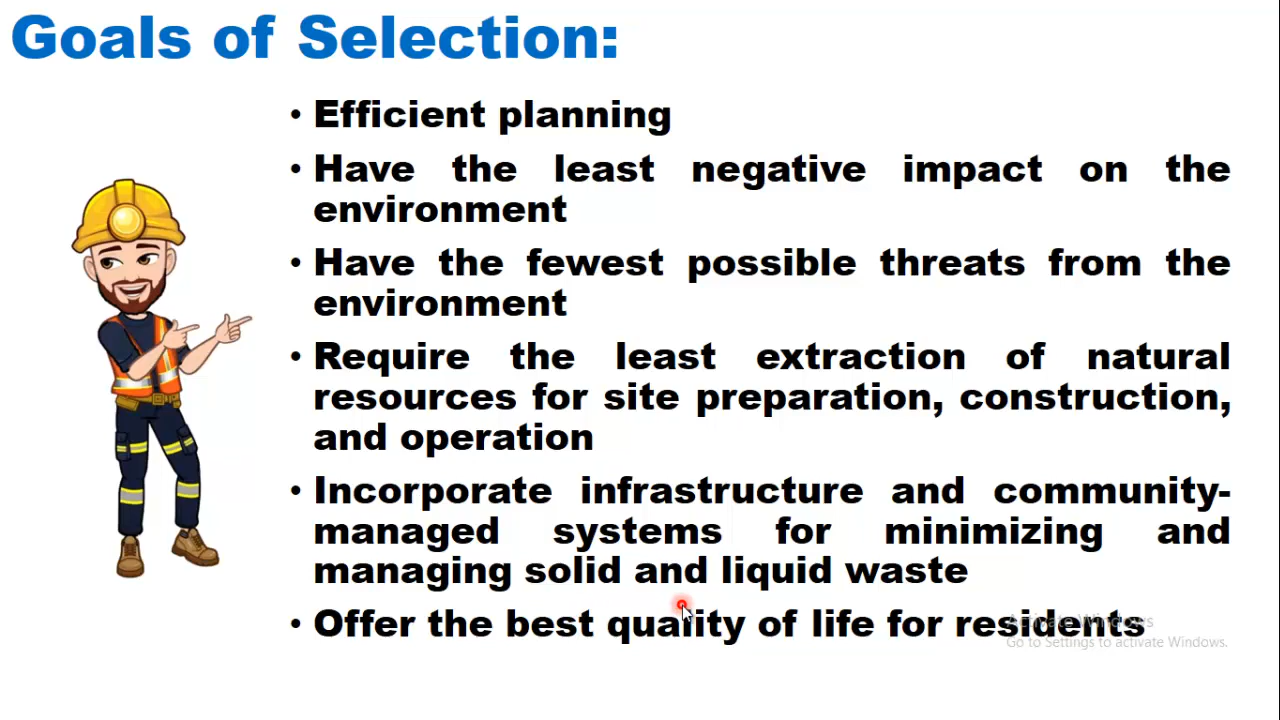 Goals of Selection:
• Efficient planning
• Have the least negative impact on the
environment
• Have the fewest possible threats from the
environment
• Require the least extraction of natural
resources for site preparation, construction,
and operation
• Incorporate infrastructure and community-
managed systems for minimizing and
managing solid and liquid waste
• Offer the best quality of life for residents
Activate Windows
Go to Settings to activate Windows.